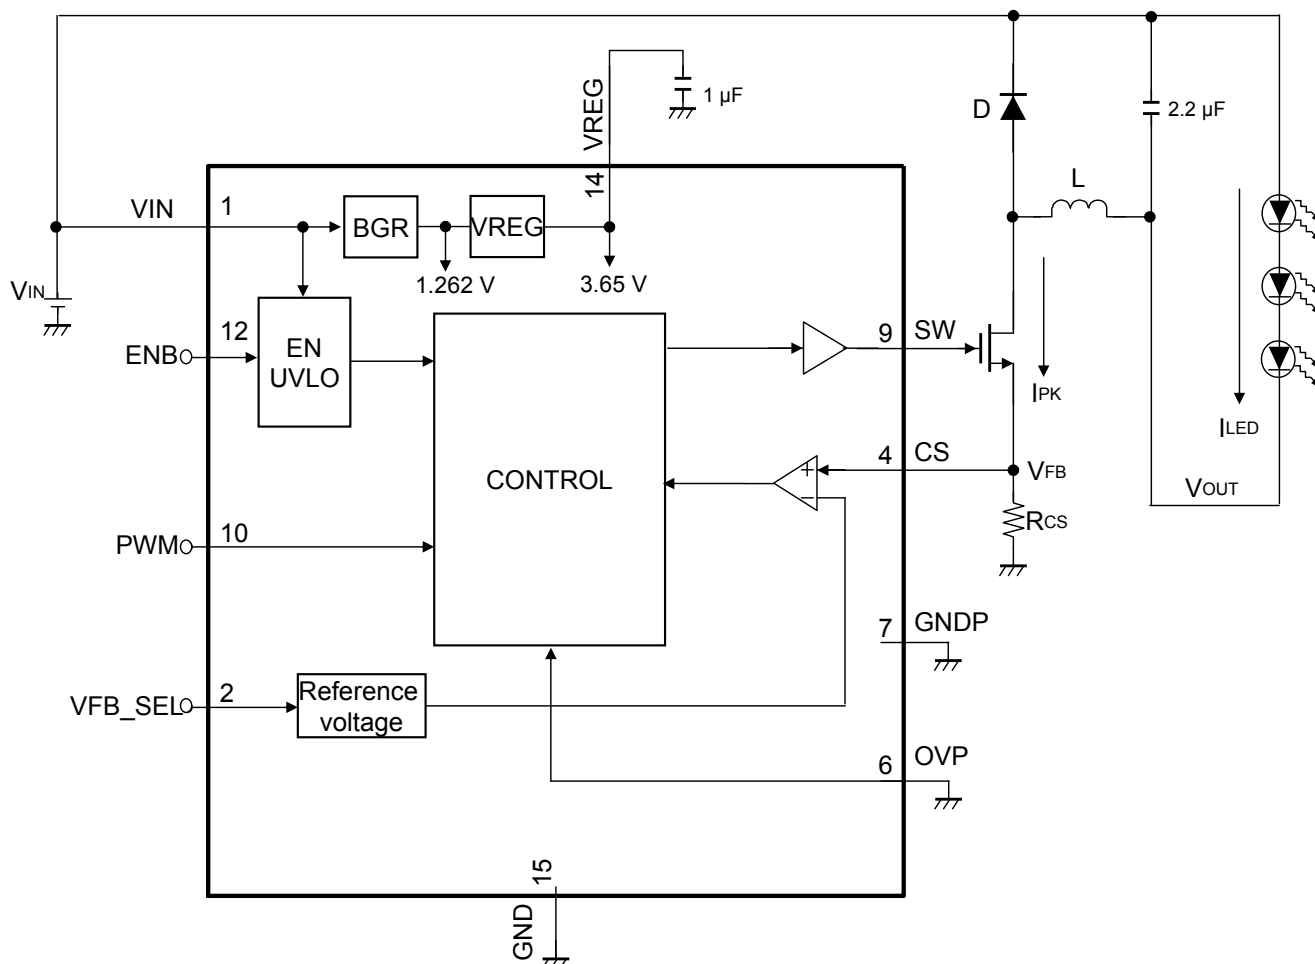 VREG
1 µF
D
2.2 µF
14
L
VIN
1
BGR
VREG
1.262 V
3.65 V
VIN
12
ENB
EN
UVLO
9
SW
IPK
ILED
4
CS
+
−
CONTROL
VFB
VOUT
RCS
10
PWM
7
GNDP
VFB_SEL
2
Reference
voltage
6
OVP
15
GND